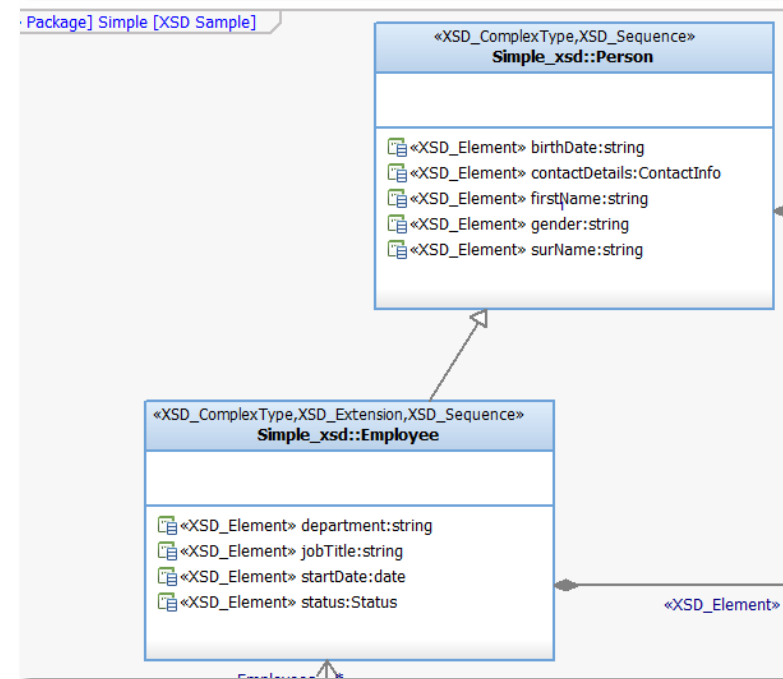 Package] Simple [XSD Sample]
«XSD_ComplexType,XSD_Sequence»
Simple_xsd::Person
«XSD_Element» birthDate:string
«XSD_Element» contactDetails:ContactInfo
«XSD_Element» firstName:string
«XSD_Element» gender:string
«XSD_Element» surName:string
«XSD_ComplexType,XSD_Extension,XSD_Sequence»
Simple_xsd::Employee
«XSD_Element» department:string
«XSD_Element» jobTitle:string
«XSD_Element» startDate:date
«XSD_Element» status:Status
«XSD_Element»